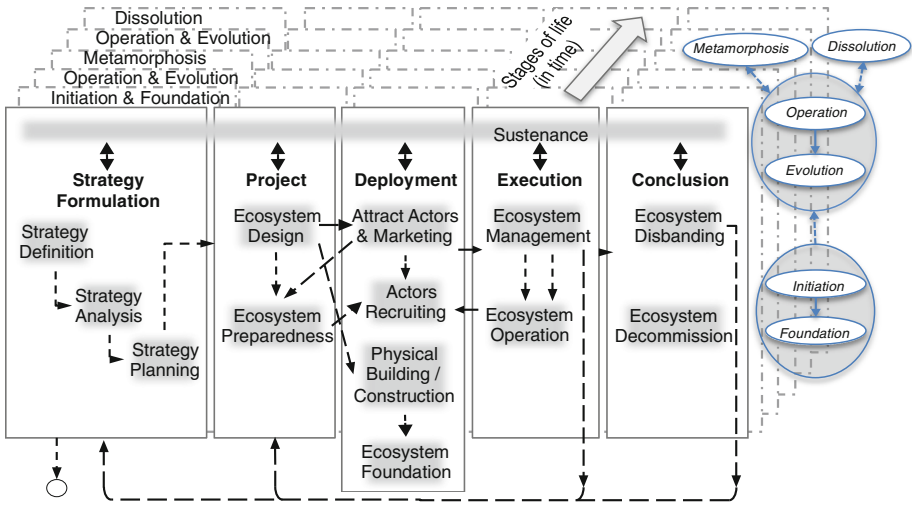 Dissolution
Operation & Evolution
Metamorphosis
Operation & Evolution
Initiation & Foundation
Stages of life
(in time)
Metamorphosis
Dissolution
Operation
Evolution
Initiation
Foundation
Sustenance
Strategy
Formulation
Strategy
Definition
Strategy
Analysis
Strategy
Planning
Project
Ecosystem
Design
Ecosystem
Preparedness
Deployment
Attract Actors
& Marketing
Actors
Recruiting
Physical
Building /
Construction
Ecosystem
Foundation
Execution
Ecosystem
Management
Ecosystem
Operation
Conclusion
Ecosystem
Disbanding
Ecosystem
Decommission